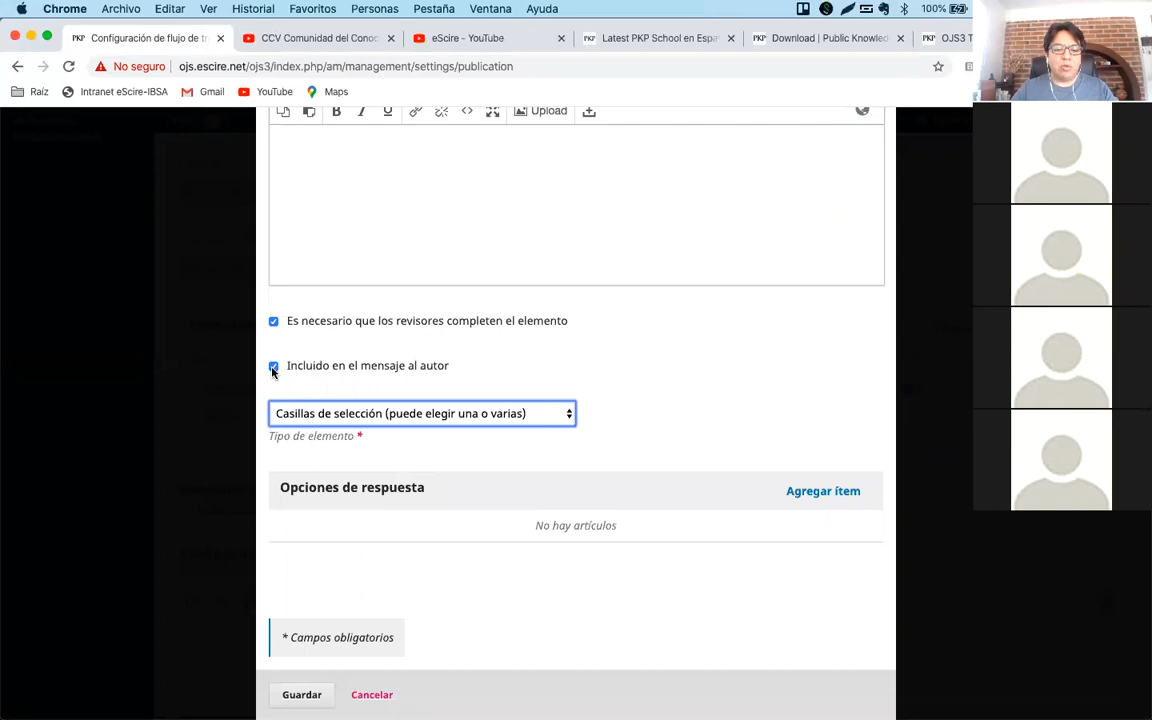 Chrome Archivo Editar Ver Historial Favoritos Personas Pestaña Ventana Ayuda 100%
PKP Configuración de flujo de tr
CCV Comunidad del Conoc
eScire - YouTube
PKP Latest PKP School en Espa
PKP Download | Public Knowled
PKP OJS3 T
No seguro ojs.escire.net/ojs3/index.php/am/management/settings/publication
Raíz Intranet eScire-IBSA Gmail YouTube Maps
B I U Upload
Es necesario que los revisores completen el elemento
Incluido en el mensaje al autor
Casillas de selección (puede elegir una o varias)
Tipo de elemento *
Opciones de respuesta
Agregar ítem
No hay artículos
* Campos obligatorios
Guardar Cancelar